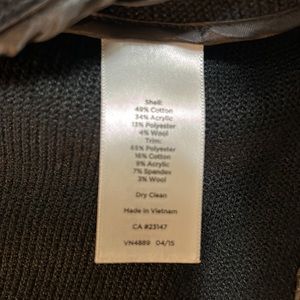 Shell:
49% Cotton
34% Acrylic
13% Polyester
4% Wool
Trim:
65% Polyester
16% Cotton
9% Acrylic
7% Spandex
3% Wool
Dry Clean
Made in Vietnam
CA #23147
VN4889 04/15